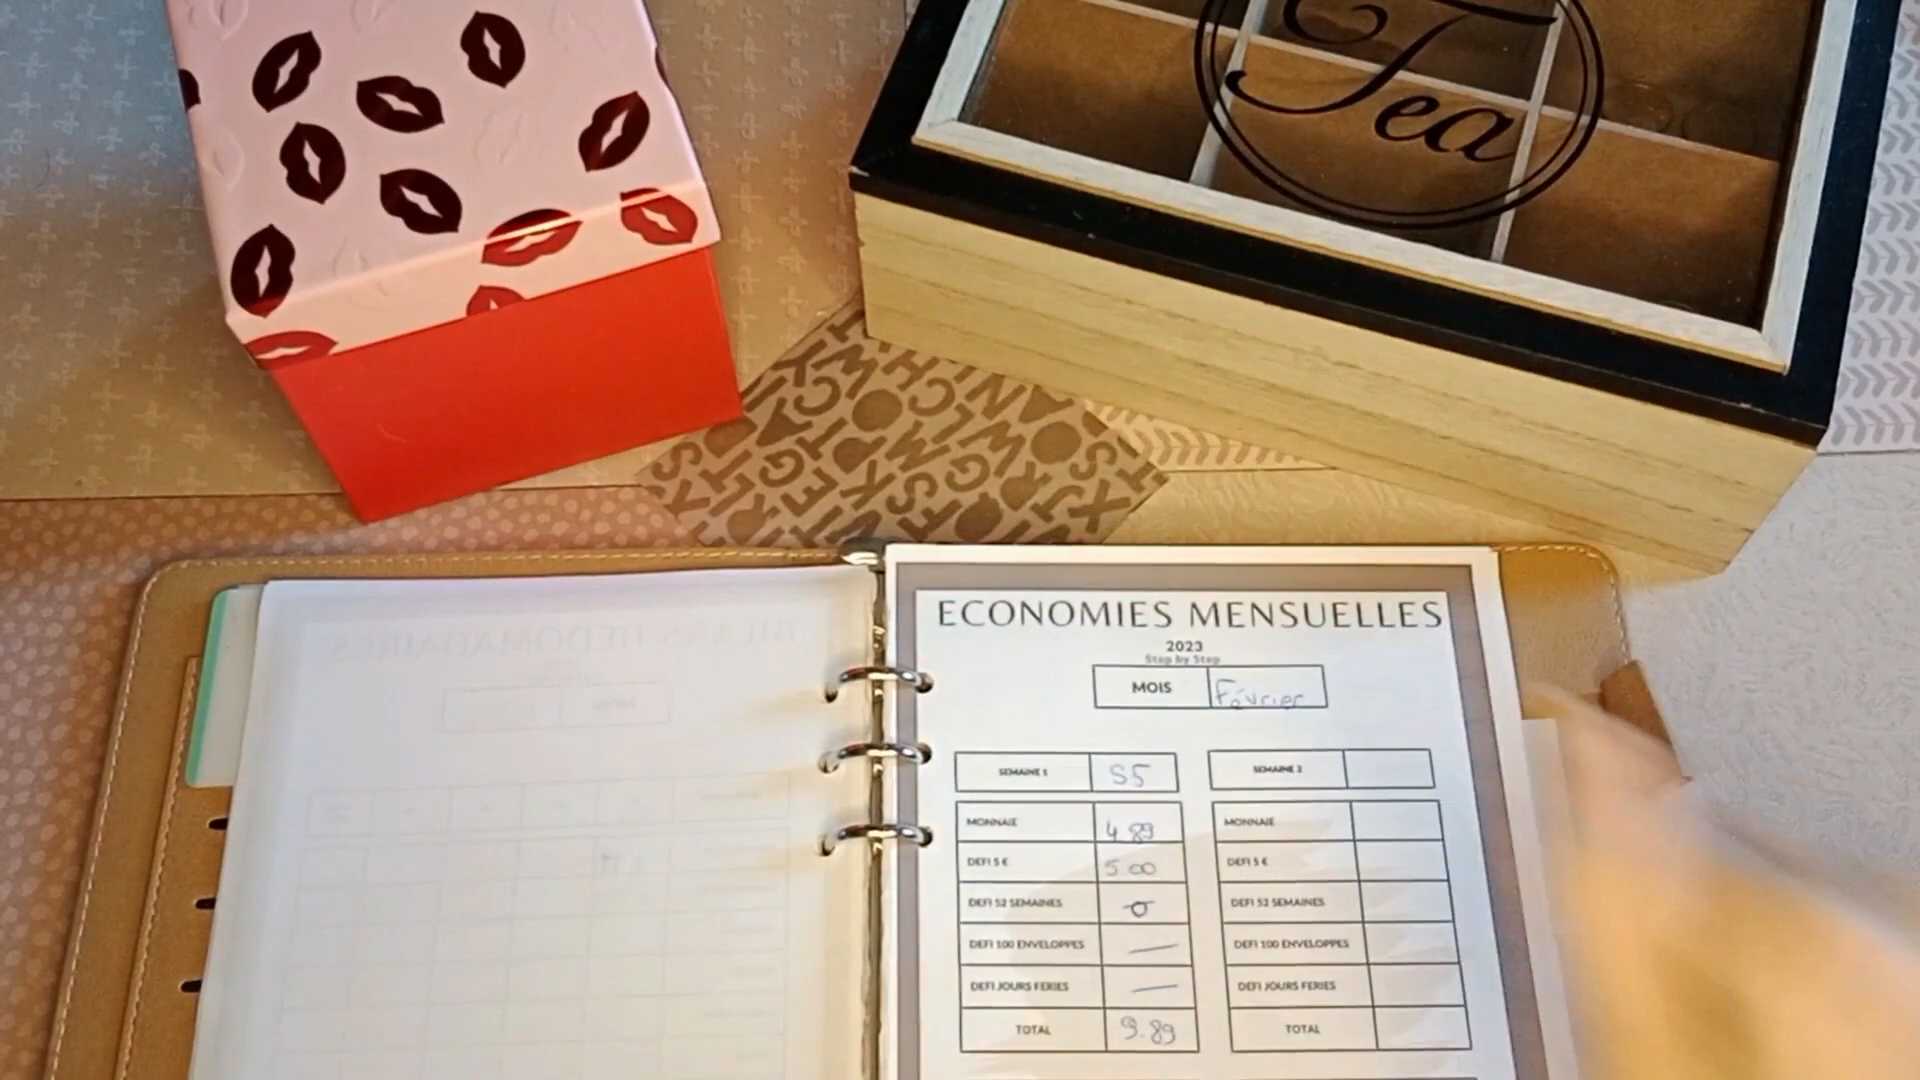 Tea
ECONOMIES MENSUELLES
2023
Step by Step
MOIS Février
SEMAINE 1 S5
MONNAIE 4.89
DEFI 5 € 5.00
DEFI 52 SEMAINES 0
DEFI 100 ENVELOPPES —
DEFI JOURS FERIES —
TOTAL 9.89
SEMAINE 2
MONNAIE
DEFI 5 €
DEFI 52 SEMAINES
DEFI 100 ENVELOPPES
DEFI JOURS FERIES
TOTAL